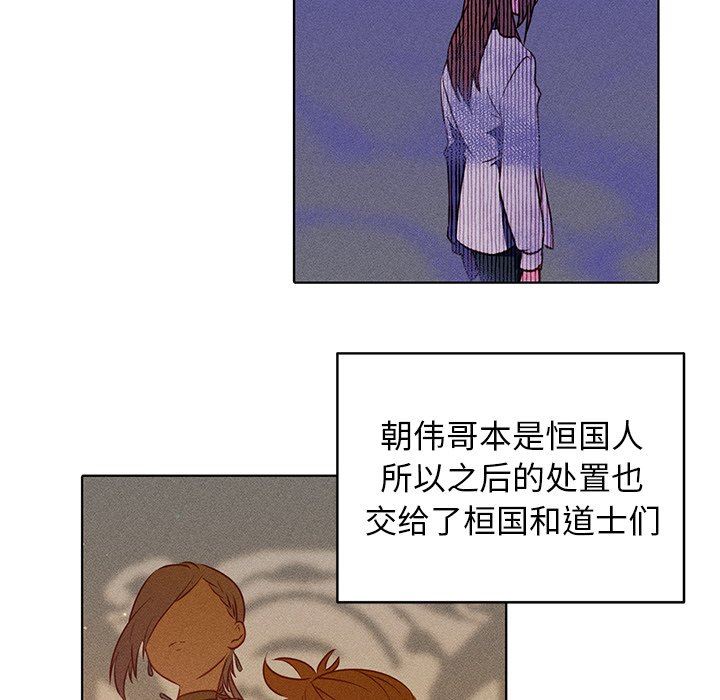 朝伟哥本是恒国人
所以之后的处置也
交给了桓国和道士们